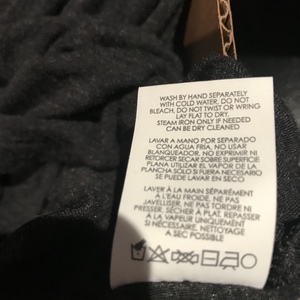 WASH BY HAND SEPARATELY
WITH COLD WATER, DO NOT
BLEACH, DO NOT TWIST OR WRING
LAY FLAT TO DRY.
STEAM IRON ONLY IF NEEDED
CAN BE DRY CLEANED
LAVAR A MANO POR SEPARADO
CON AGUA FRIA, NO USAR
BLANQUEADOR, NO EXPRIMIR NI
RETORCER SECAR SOBRE SUPERFICIE
PLANA UTILIZAR EL VAPOR DE LA
PLANCHA SÓLO SI FUERA NECESARIO
SE PUEDE LAVAR EN SECO
LAVER À LA MAIN SÉPARÉMENT
À L'EAU FROIDE. NE PAS
JAVELLISER. NE PAS TORDRE NI
PRESSER. SÉCHER À PLAT. REPASSER
À LA VAPEUR UNIQUEMENT
SI NÉCESSAIRE. NETTOYAGE
A SEC POSSIBLE